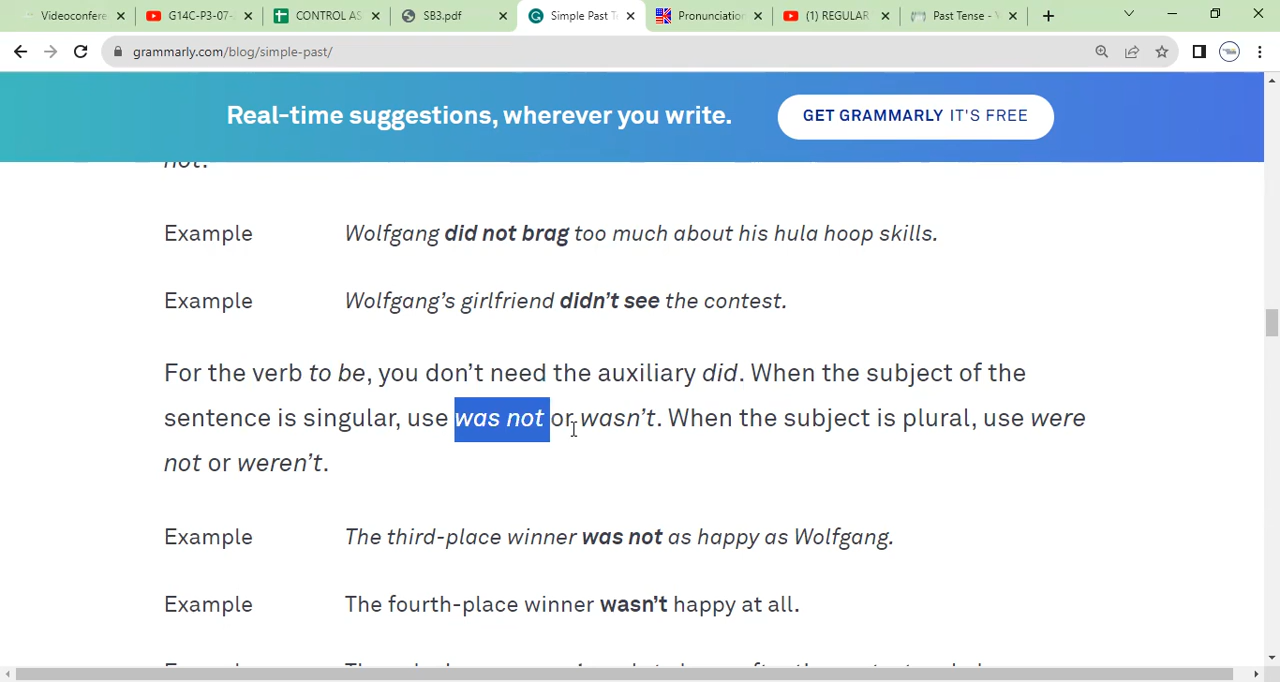 Videoconfere
G14C-P3-07-
CONTROL AS
SB3.pdf
Simple Past T
Pronunciation
(1) REGULAR
Past Tense -
grammarly.com/blog/simple-past/
Real-time suggestions, wherever you write.
GET GRAMMARLY IT'S FREE
not.
Example Wolfgang did not brag too much about his hula hoop skills.
Example Wolfgang's girlfriend didn't see the contest.
For the verb to be, you don't need the auxiliary did. When the subject of the
sentence is singular, use was not or wasn't. When the subject is plural, use were
not or weren't.
Example The third-place winner was not as happy as Wolfgang.
Example The fourth-place winner wasn't happy at all.